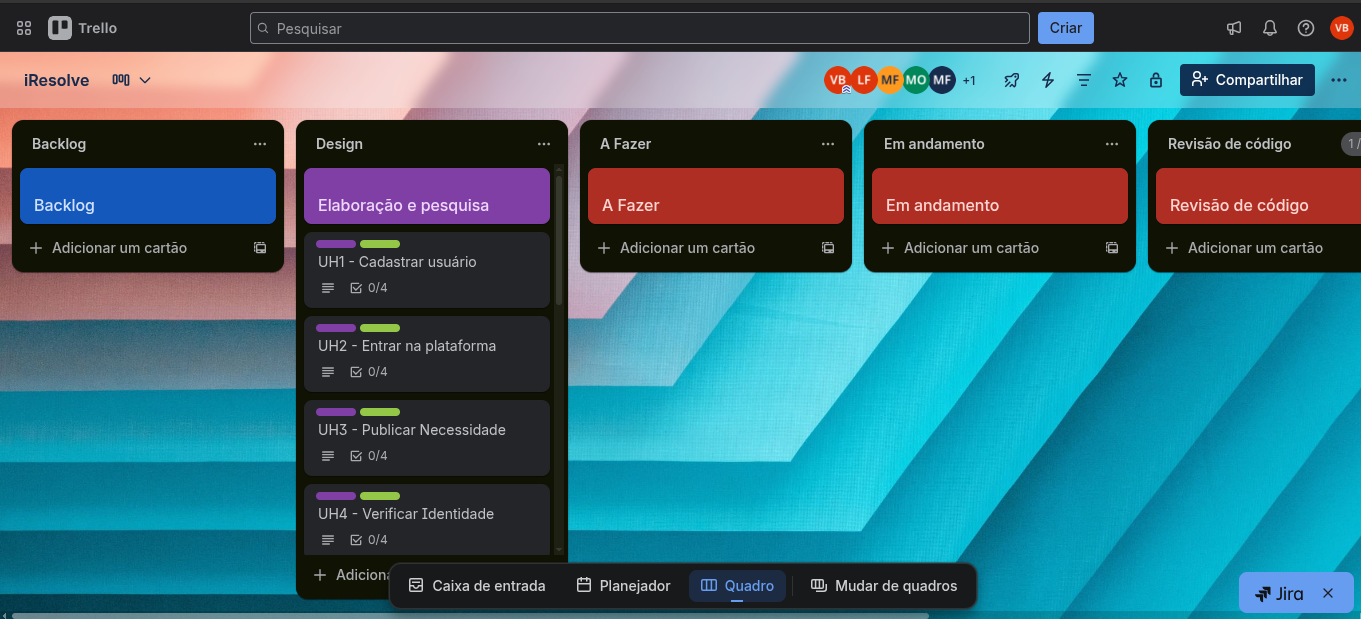 Trello
Pesquisar
Criar
VB
iResolve
VB LF MF MO MF +1
Compartilhar
Backlog
Backlog
Adicionar um cartão
Design
Elaboração e pesquisa
UH1 - Cadastrar usuário
0/4
UH2 - Entrar na plataforma
0/4
UH3 - Publicar Necessidade
0/4
UH4 - Verificar Identidade
0/4
Adiciona
A Fazer
A Fazer
Adicionar um cartão
Em andamento
Em andamento
Adicionar um cartão
Revisão de código
1 /
Revisão de código
Adicionar um cartão
Caixa de entrada
Planejador
Quadro
Mudar de quadros
Jira